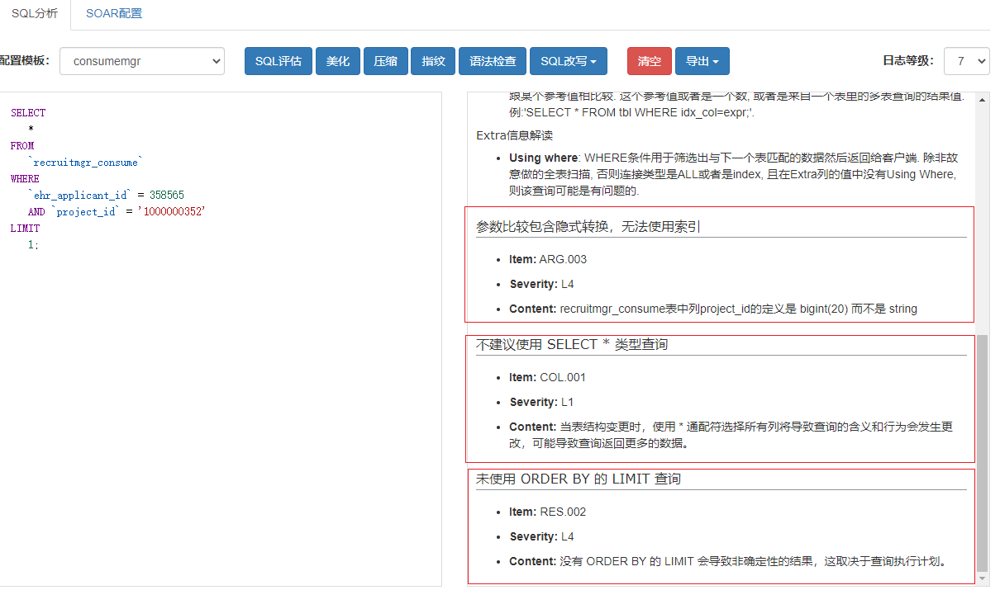 SQL分析 SOAR配置
配置模板： consumemgr SQL评估 美化 压缩 指纹 语法检查 SQL改写 清空 导出 日志等级： 7
SELECT
*
FROM
`recruitmgr_consume`
WHERE
`ehr_applicant_id` = 358565
AND `project_id` = '1000000352'
LIMIT
1;
跟某个参考值相比较. 这个参考值或者是一个数, 或者是来自一个表里的多表查询的结果值.
例:'SELECT * FROM tbl WHERE idx_col=expr;'.
Extra信息解读
• Using where: WHERE条件用于筛选出与下一个表匹配的数据然后返回给客户端. 除非故
意做的全表扫描, 否则连接类型是ALL或者是index, 且在Extra列的值中没有Using Where,
则该查询可能是有问题的.
参数比较包含隐式转换，无法使用索引
• Item: ARG.003
• Severity: L4
• Content: recruitmgr_consume表中列project_id的定义是 bigint(20) 而不是 string
不建议使用 SELECT * 类型查询
• Item: COL.001
• Severity: L1
• Content: 当表结构变更时，使用 * 通配符选择所有列将导致查询的含义和行为会发生更
改，可能导致查询返回更多的数据。
未使用 ORDER BY 的 LIMIT 查询
• Item: RES.002
• Severity: L4
• Content: 没有 ORDER BY 的 LIMIT 会导致非确定性的结果，这取决于查询执行计划。